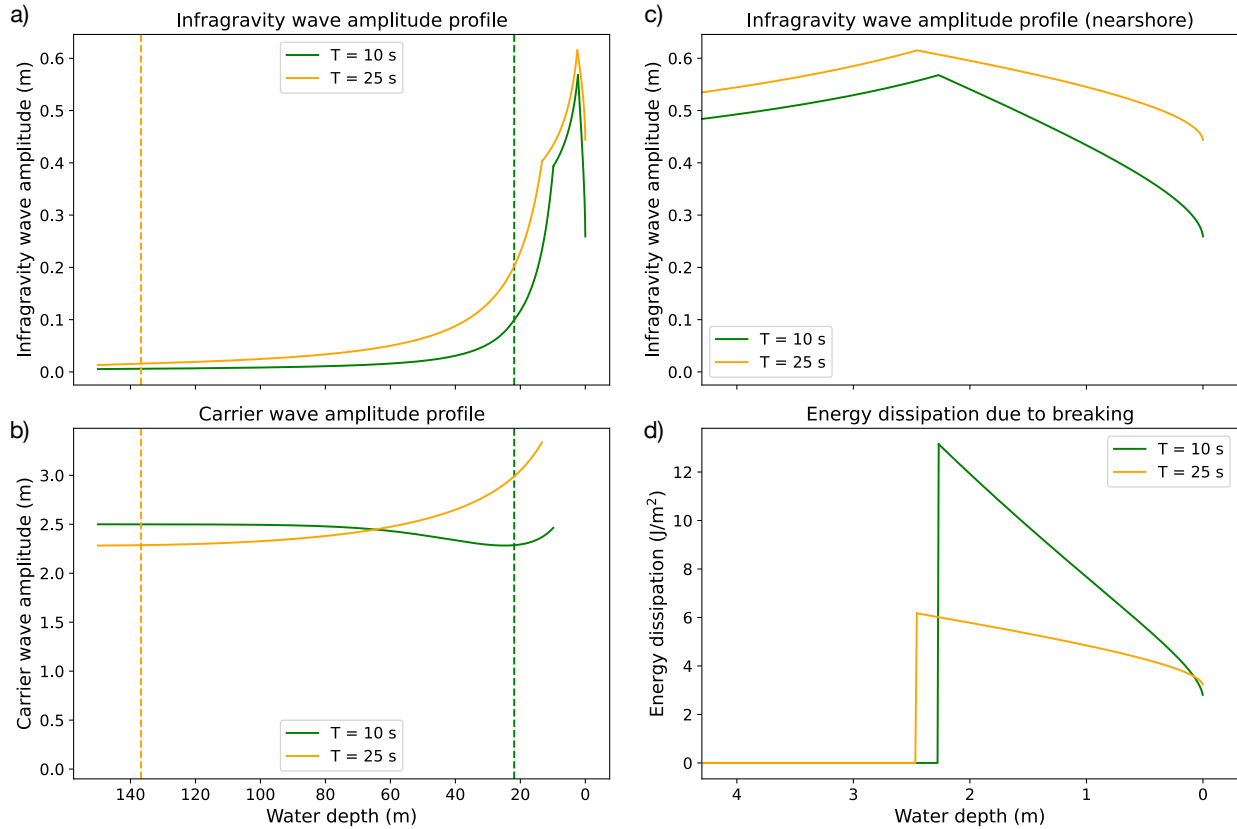 a)
Infragravity wave amplitude profile
Infragravity wave amplitude (m)
0.6
0.5
0.4
0.3
0.2
0.1
0.0
T = 10 s
T = 25 s
c)
Infragravity wave amplitude profile (nearshore)
Infragravity wave amplitude (m)
0.6
0.5
0.4
0.3
0.2
0.1
0.0
T = 10 s
T = 25 s
b)
Carrier wave amplitude profile
Carrier wave amplitude (m)
3.0
2.5
2.0
1.5
1.0
0.5
0.0
T = 10 s
T = 25 s
140 120 100 80 60 40 20 0
Water depth (m)
d)
Energy dissipation due to breaking
Energy dissipation (J/m²)
12
10
8
6
4
2
0
T = 10 s
T = 25 s
4 3 2 1 0
Water depth (m)